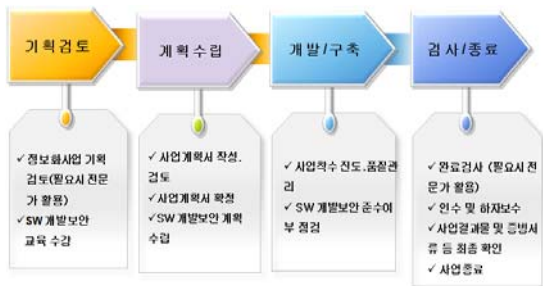 기획검토
계획수립
개발/구축
검사/종료
✓ 정보화사업 기획
검토(필요시 전문
가 활용)
✓ SW 개발보안
교육 수강
✓ 사업계획서 작성.
검토
✓ 사업계획서 확정
✓ SW 개발보안 계획
수립
✓ 사업착수 진도.품질관
리
✓ SW 개발보안 준수여
부 점검
✓ 완료검사 (필요시 전
문가 활용)
✓ 인수 및 하자보수
✓ 사업결과물 및 증빙서
류 등 최종 확인
✓ 사업종료